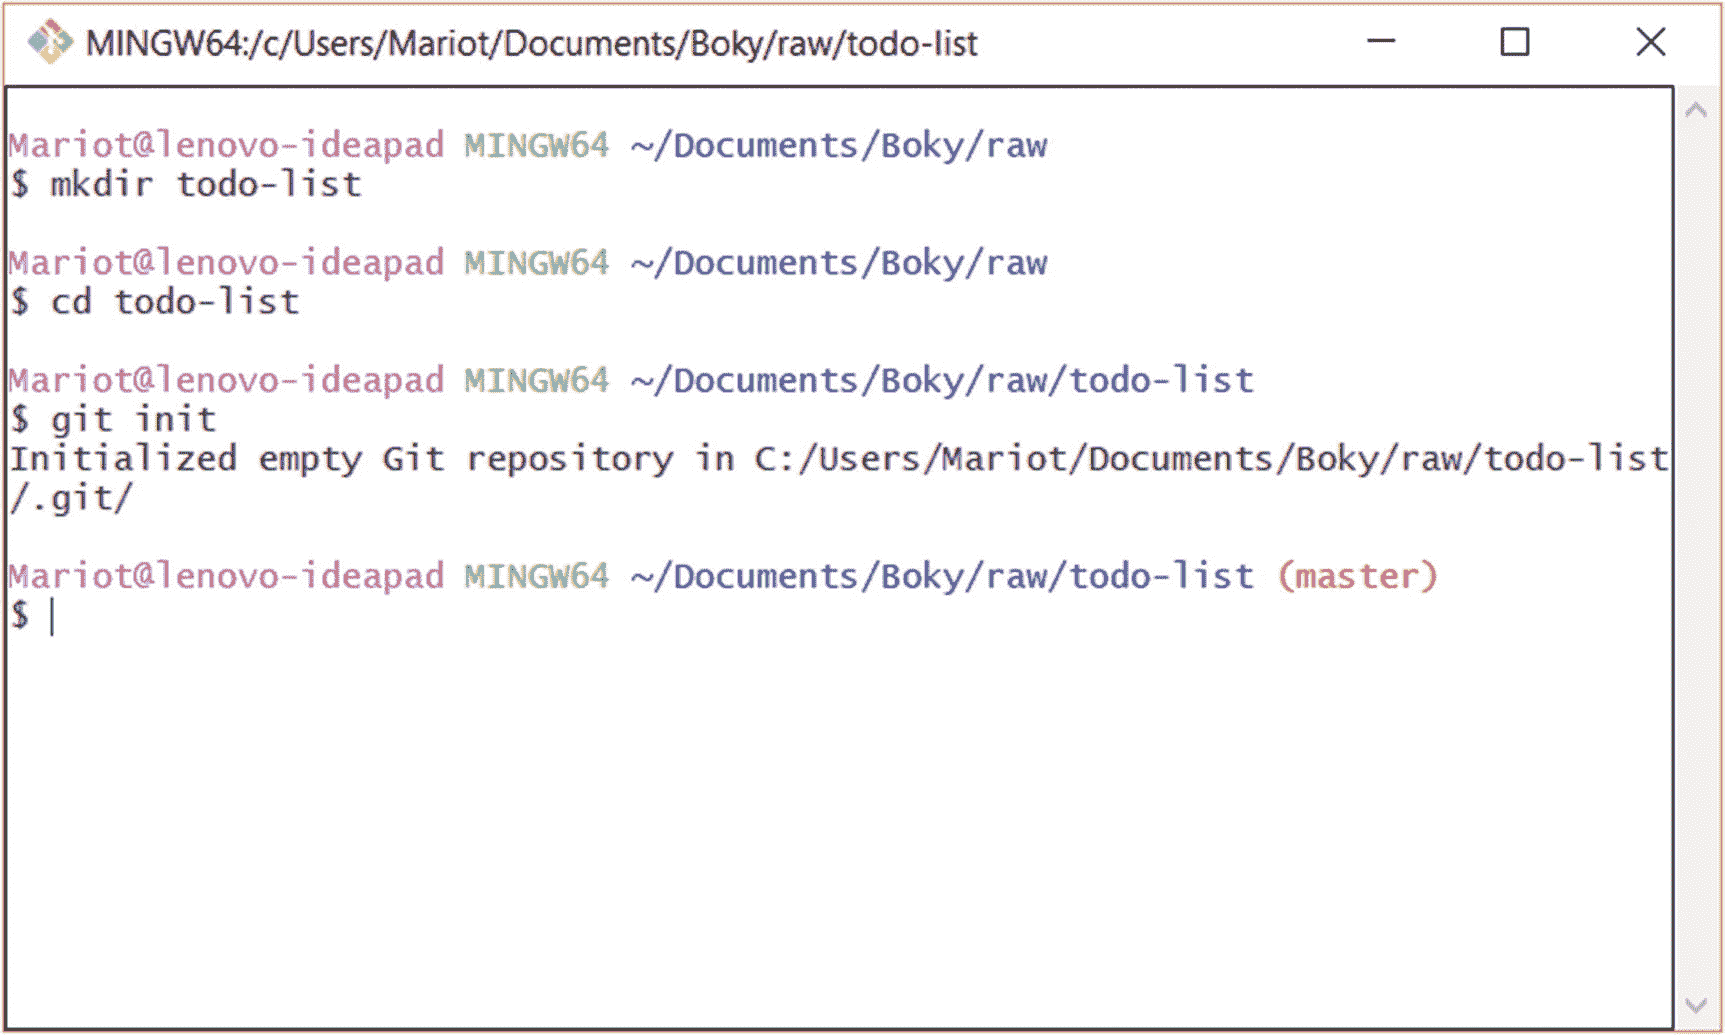 MINGW64:/c/Users/Mariot/Documents/Boky/raw/todo-list
Mariot@lenovo-ideapad MINGW64 ~/Documents/Boky/raw
$ mkdir todo-list
Mariot@lenovo-ideapad MINGW64 ~/Documents/Boky/raw
$ cd todo-list
Mariot@lenovo-ideapad MINGW64 ~/Documents/Boky/raw/todo-list
$ git init
Initialized empty Git repository in C:/Users/Mariot/Documents/Boky/raw/todo-list
/.git/
Mariot@lenovo-ideapad MINGW64 ~/Documents/Boky/raw/todo-list (master)
$